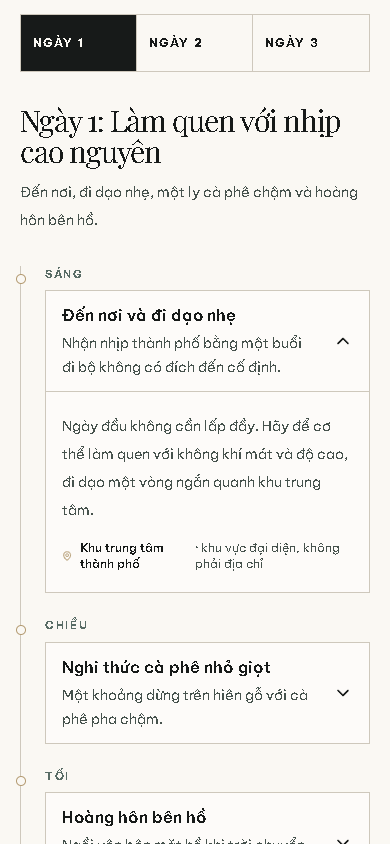 NGÀY 1
NGÀY 2
NGÀY 3
Ngày 1: Làm quen với nhịp
cao nguyên
Đến nơi, đi dạo nhẹ, một ly cà phê chậm và hoàng
hôn bên hồ.
SÁNG
Đến nơi và đi dạo nhẹ
Nhận nhịp thành phố bằng một buổi
đi bộ không có đích đến cố định.
Ngày đầu không cần lấp đầy. Hãy để cơ
thể làm quen với không khí mát và độ cao,
đi dạo một vòng ngắn quanh khu trung
tâm.
Khu trung tâm
thành phố
· khu vực đại diện, không
phải địa chỉ
CHIỀU
Nghi thức cà phê nhỏ giọt
Một khoảng dừng trên hiên gỗ với cà
phê pha chậm.
TỐI
Hoàng hôn bên hồ